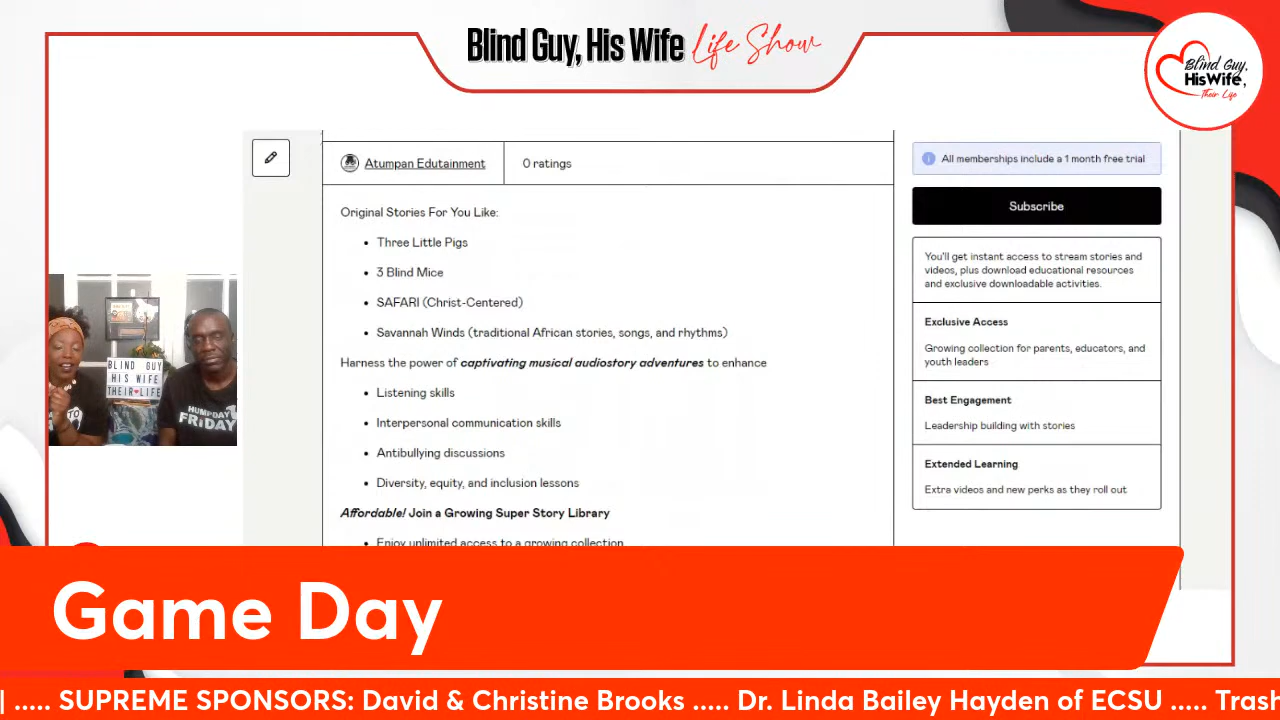 Blind Guy, His Wife Life Show
Blind Guy,
His Wife,
Their Life
Atumpan Edutainment
0 ratings
Original Stories For You Like:
• Three Little Pigs
• 3 Blind Mice
• SAFARI (Christ-Centered)
• Savannah Winds (traditional African stories, songs, and rhythms)
Harness the power of captivating musical audiostory adventures to enhance
• Listening skills
• Interpersonal communication skills
• Antibullying discussions
• Diversity, equity, and inclusion lessons
Affordable! Join a Growing Super Story Library
• Enjoy unlimited access to a growing collection
All memberships include a 1 month free trial
Subscribe
You'll get instant access to stream stories and
videos, plus download educational resources
and exclusive downloadable activities.
Exclusive Access
Growing collection for parents, educators, and
youth leaders
Best Engagement
Leadership building with stories
Extended Learning
Extra videos and new perks as they roll out
BLIND GUY
HIS WIFE
THEIR♥LIFE
HUMPDAY
FRIDAY
Game Day
| ..... SUPREME SPONSORS: David & Christine Brooks ..... Dr. Linda Bailey Hayden of ECSU ..... Trash